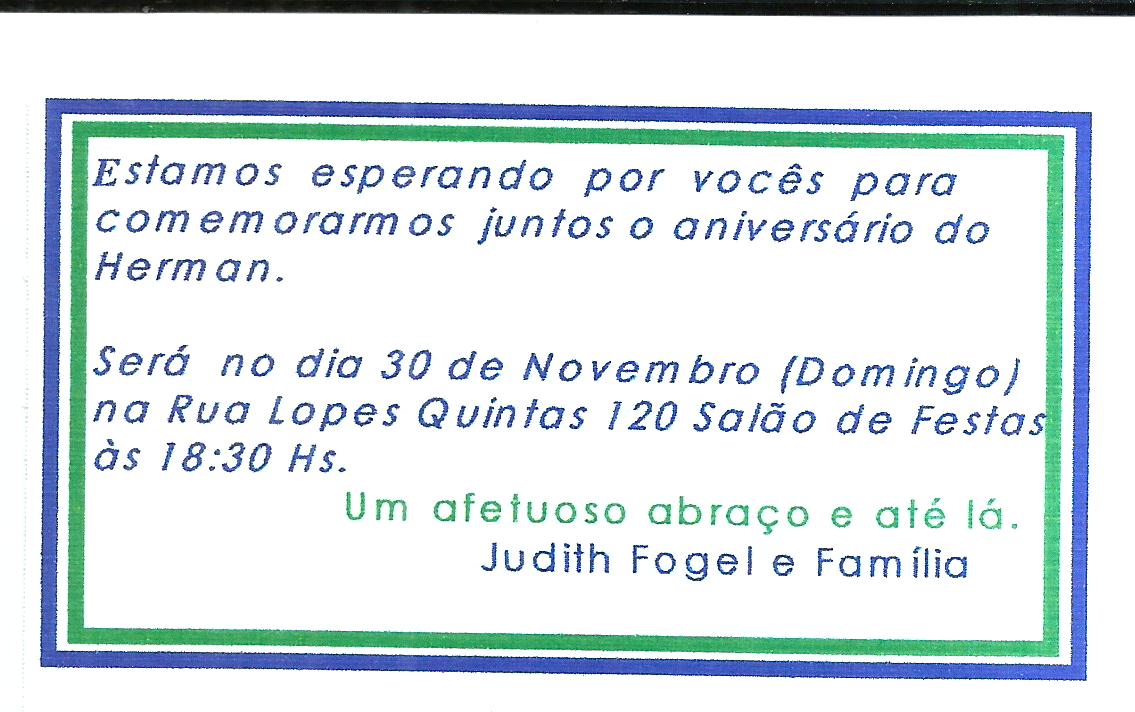 Estamos esperando por vocês para
comemorarmos juntos o aniversário do
Herman.
Será no dia 30 de Novembro (Domingo)
na Rua Lopes Quintas 120 Salão de Festas
às 18:30 Hs.
Um afetuoso abraço e até lá.
Judith Fogel e Família